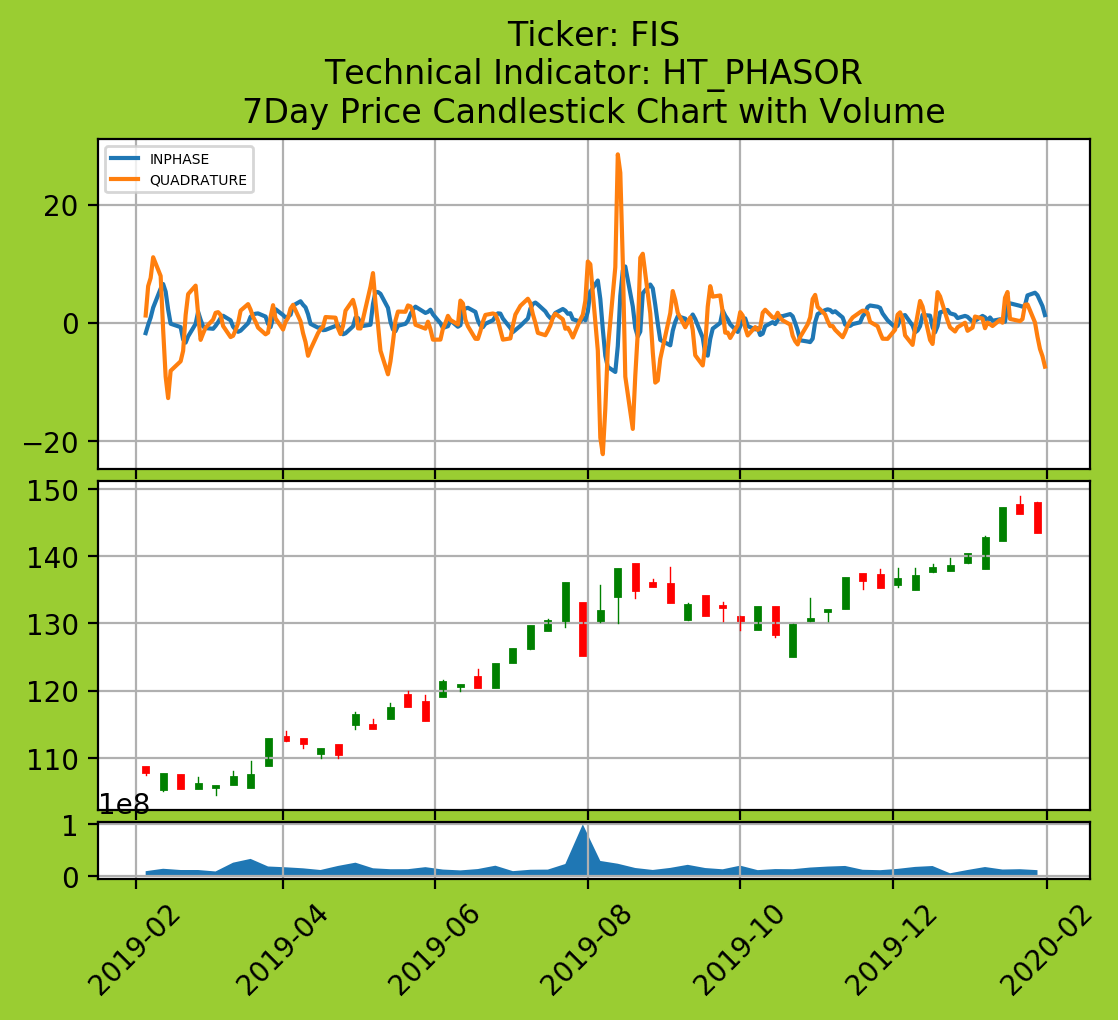 Ticker: FIS
Technical Indicator: HT_PHASOR
7Day Price Candlestick Chart with Volume
INPHASE
QUADRATURE
20
0
−20
150
140
130
120
110
1e8
1
0
2019-02
2019-04
2019-06
2019-08
2019-10
2019-12
2020-02